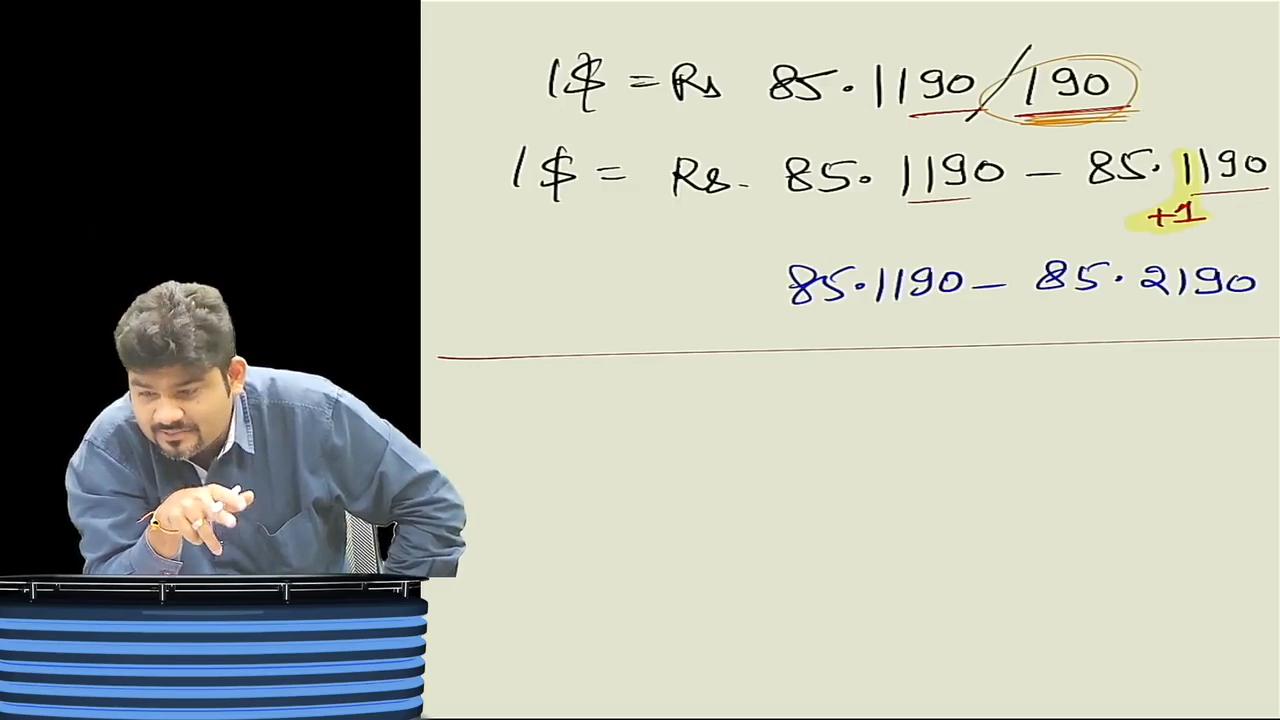 1$ = Rs 85.1190/190
1$ = Rs. 85.1190 - 85.1190
+1
85.1190 - 85.2190